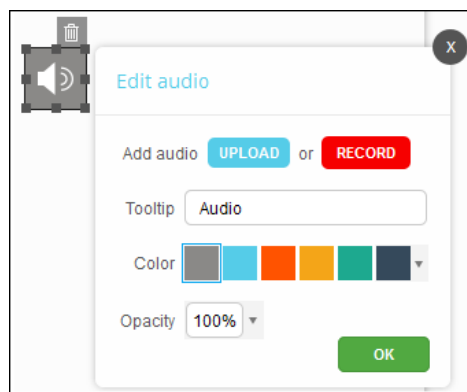 X
Edit audio
Add audio UPLOAD or RECORD
Tooltip Audio
Color
Opacity 100%
OK